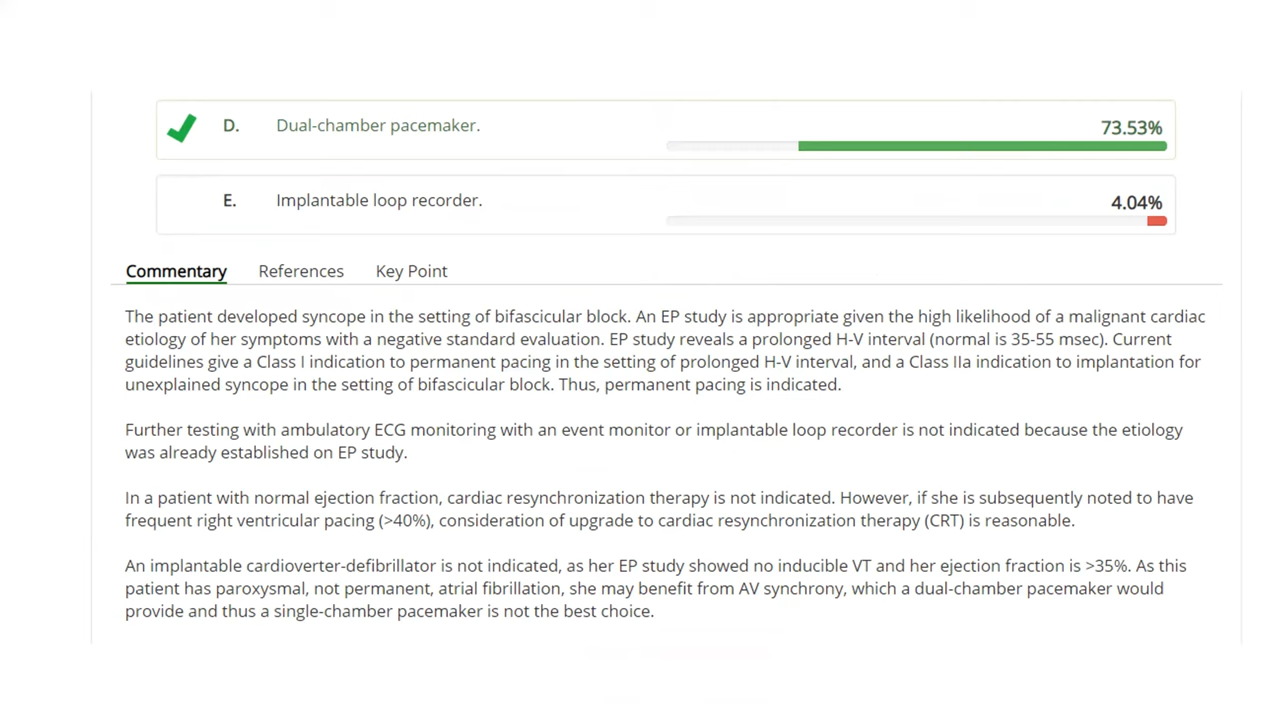 D. Dual-chamber pacemaker. 73.53%
E. Implantable loop recorder. 4.04%
Commentary References Key Point
The patient developed syncope in the setting of bifascicular block. An EP study is appropriate given the high likelihood of a malignant cardiac
etiology of her symptoms with a negative standard evaluation. EP study reveals a prolonged H-V interval (normal is 35-55 msec). Current
guidelines give a Class I indication to permanent pacing in the setting of prolonged H-V interval, and a Class IIa indication to implantation for
unexplained syncope in the setting of bifascicular block. Thus, permanent pacing is indicated.
Further testing with ambulatory ECG monitoring with an event monitor or implantable loop recorder is not indicated because the etiology
was already established on EP study.
In a patient with normal ejection fraction, cardiac resynchronization therapy is not indicated. However, if she is subsequently noted to have
frequent right ventricular pacing (>40%), consideration of upgrade to cardiac resynchronization therapy (CRT) is reasonable.
An implantable cardioverter-defibrillator is not indicated, as her EP study showed no inducible VT and her ejection fraction is >35%. As this
patient has paroxysmal, not permanent, atrial fibrillation, she may benefit from AV synchrony, which a dual-chamber pacemaker would
provide and thus a single-chamber pacemaker is not the best choice.